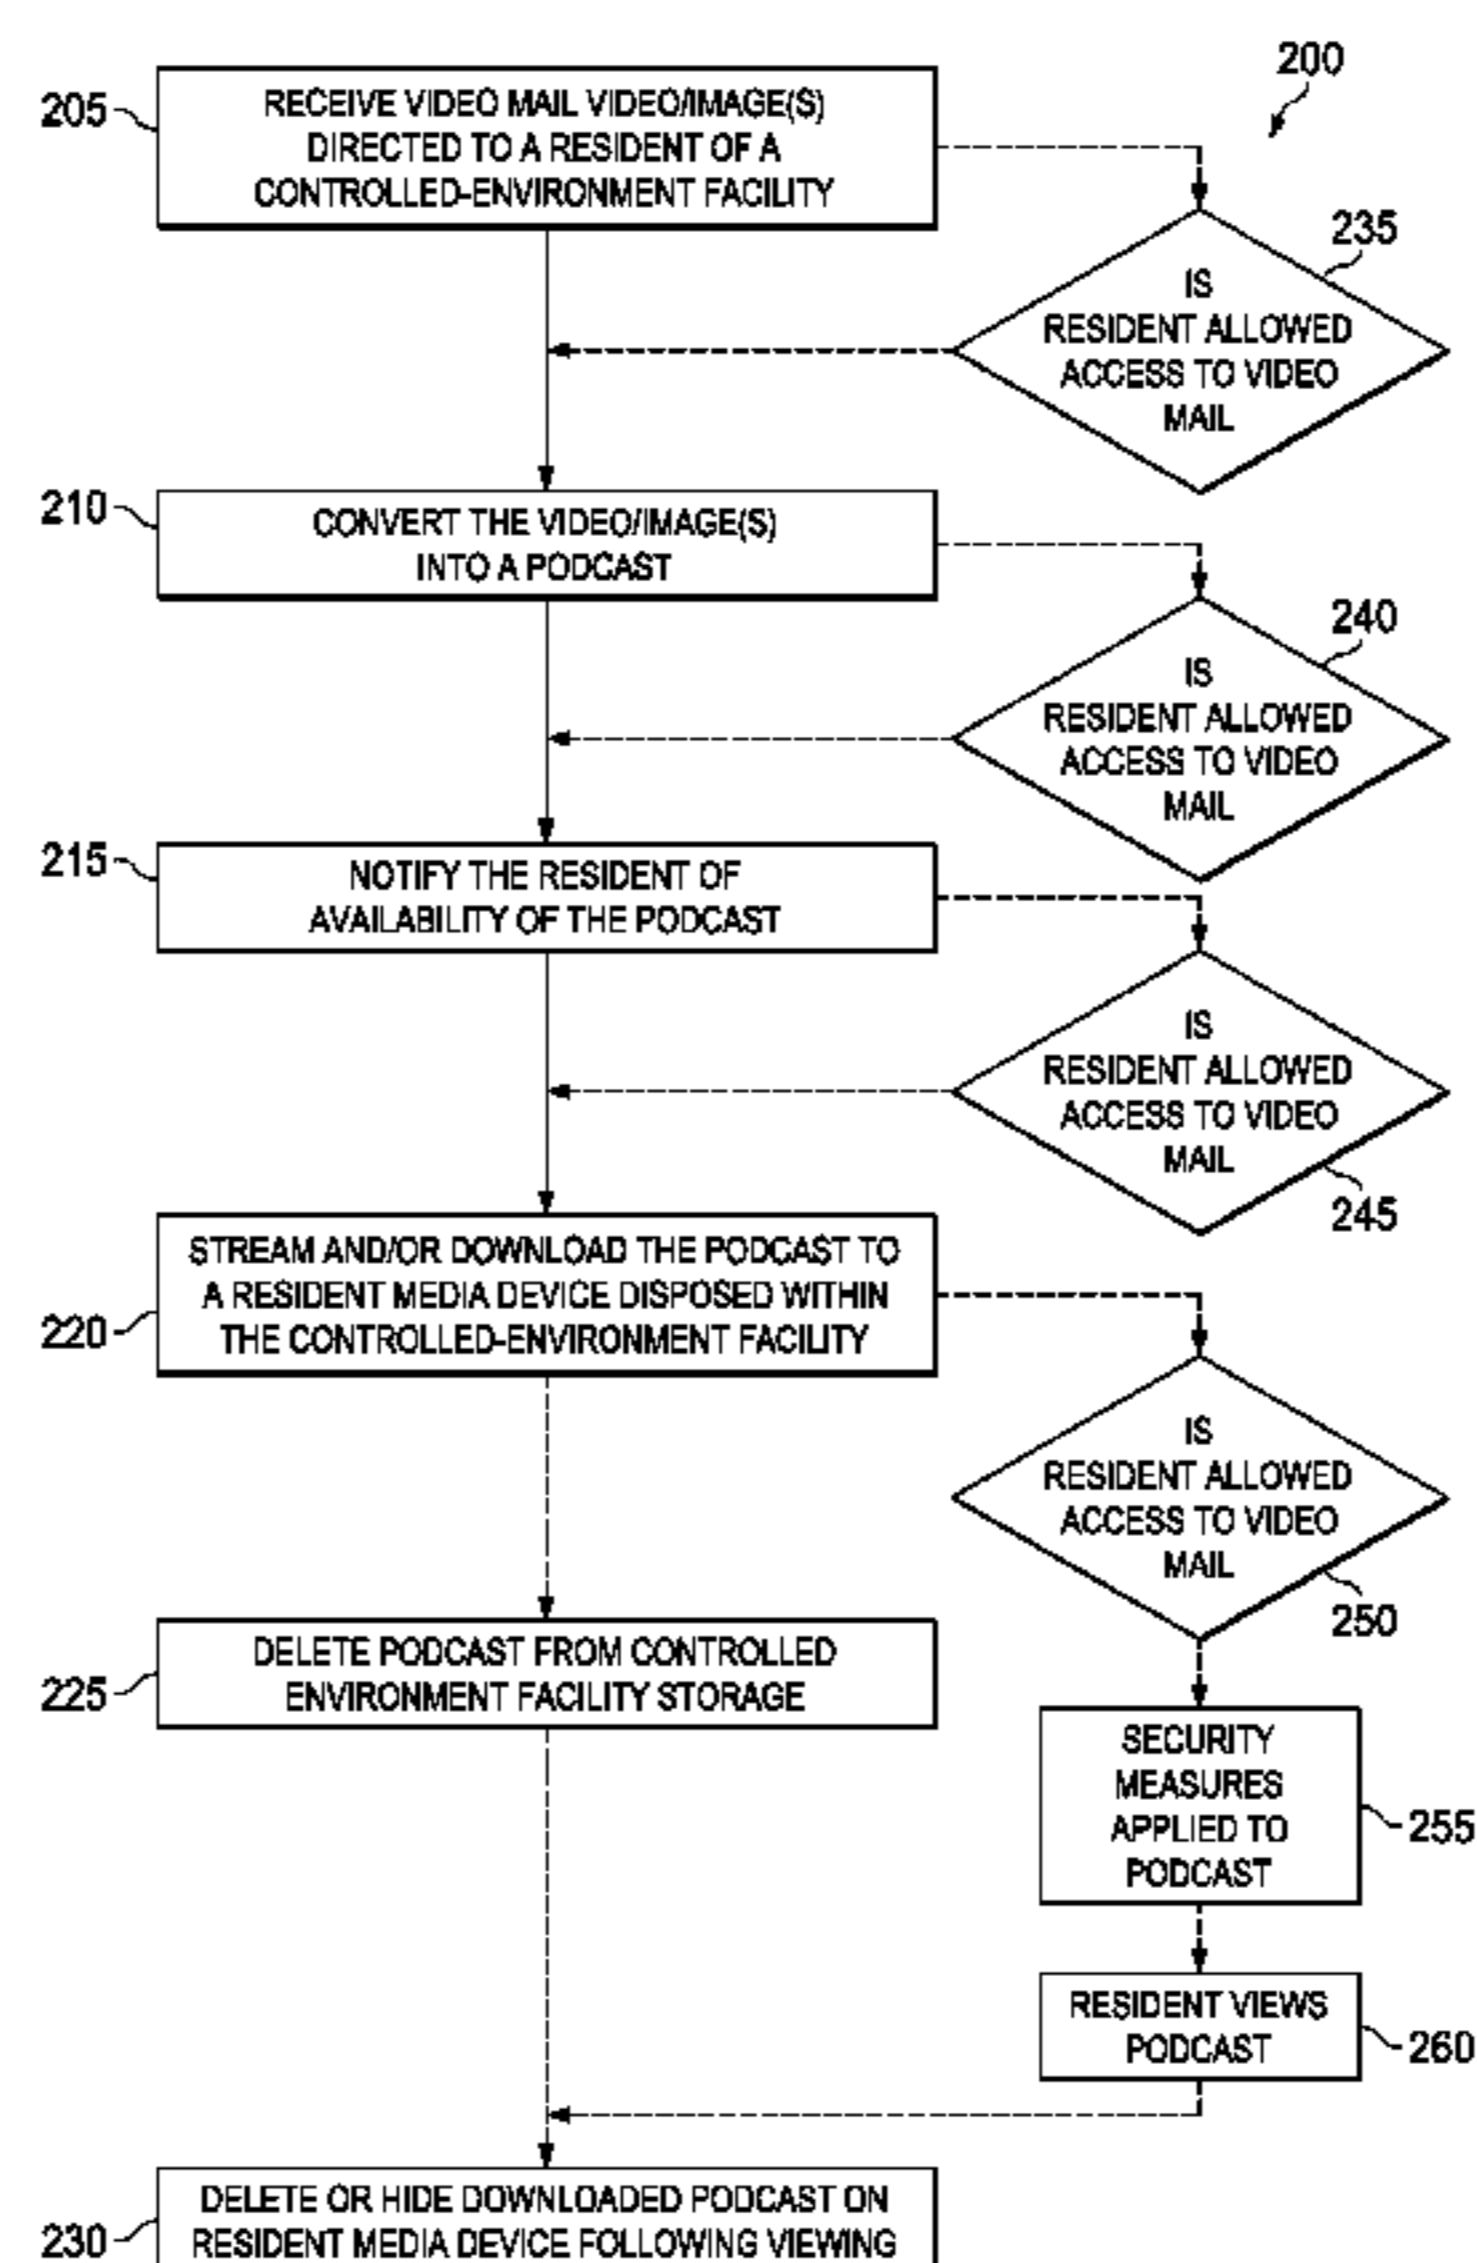 200
205
RECEIVE VIDEO MAIL VIDEO/IMAGE(S)
DIRECTED TO A RESIDENT OF A
CONTROLLED-ENVIRONMENT FACILITY
235
IS
RESIDENT ALLOWED
ACCESS TO VIDEO
MAIL
210
CONVERT THE VIDEO/IMAGE(S)
INTO A PODCAST
240
IS
RESIDENT ALLOWED
ACCESS TO VIDEO
MAIL
215
NOTIFY THE RESIDENT OF
AVAILABILITY OF THE PODCAST
IS
RESIDENT ALLOWED
ACCESS TO VIDEO
MAIL
245
220
STREAM AND/OR DOWNLOAD THE PODCAST TO
A RESIDENT MEDIA DEVICE DISPOSED WITHIN
THE CONTROLLED-ENVIRONMENT FACILITY
IS
RESIDENT ALLOWED
ACCESS TO VIDEO
MAIL
250
225
DELETE PODCAST FROM CONTROLLED
ENVIRONMENT FACILITY STORAGE
SECURITY
MEASURES
APPLIED TO
PODCAST
255
RESIDENT VIEWS
PODCAST
260
230
DELETE OR HIDE DOWNLOADED PODCAST ON
RESIDENT MEDIA DEVICE FOLLOWING VIEWING